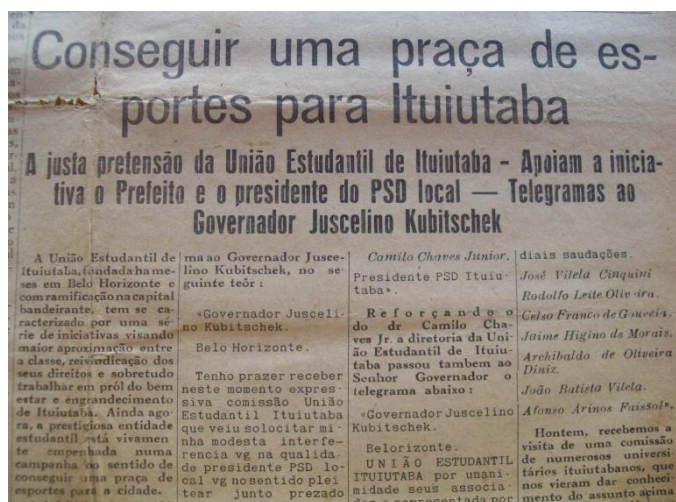 Conseguir uma praça de es-
portes para Ituiutaba
A justa pretensão da União Estudantil de Ituiutaba - Apoiam a inicia-
tiva o Prefeito e o presidente do PSD local — Telegramas ao
Governador Juscelino Kubitschek
A União Estudantil de
Ituiutaba, fundada ha me-
ses em Belo Horizonte e
com ramificação na capital
bandeirante, tem se ca-
racterizado por uma sé-
rie de iniciativas visando
maior aproximação entre
a classe, reivindicação dos
seus direitos e sobretudo
trabalhar em pról do bem
estar e engrandecimento
de Ituiutaba. Ainda ago-
ra, a prestigiosa entidade
estudantil está vivamen
te empenhada numa
campanha no sentido de
conseguir uma praça de
esportes para a cidade.
ma ao Governador Jusce-
lino Kubitschek, no se-
guinte teôr :
«Governador Jusceli-
no Kubitschek.
Belo Horizonte.
Tenho prazer receber
neste momento expres-
siva comissão União
Estudantil Ituiutaba
que veiu solocitar mi-
nha modesta interfe-
rencia vg na qualida
de presidente PSD lo-
cal vg no sentido plei
tear junto prezado
Camilo Chaves Junior.
Presidente PSD Ituiu-
taba».
Reforçando o
do dr Camilo Cha-
ves Jr. a diretoria da Uni
ão Estudantil de Ituiu-
taba passou tambem ao
Senhor Governador o
telegrama abaixo :
«Governador Juscelino
Kubitschek.
Belorizonte.
UNIÃO ESTUDANTIL
ITUIUTABA por unani-
midade seus associa-
diais saudações.
José Vilela Cinquini
Rodolfo Leite Oliveira.
Celso Franco de Gouveia.
Jaime Higino de Morais.
Archibaldo de Oliveira
Diniz.
João Batista Vilela.
Afonso Arinos Faissol».
Hontem, recebemos a
visita de uma comissão
de numerosos universi-
tários ituiutabanos, que
nos vieram dar conheci-
mento do assunto acima